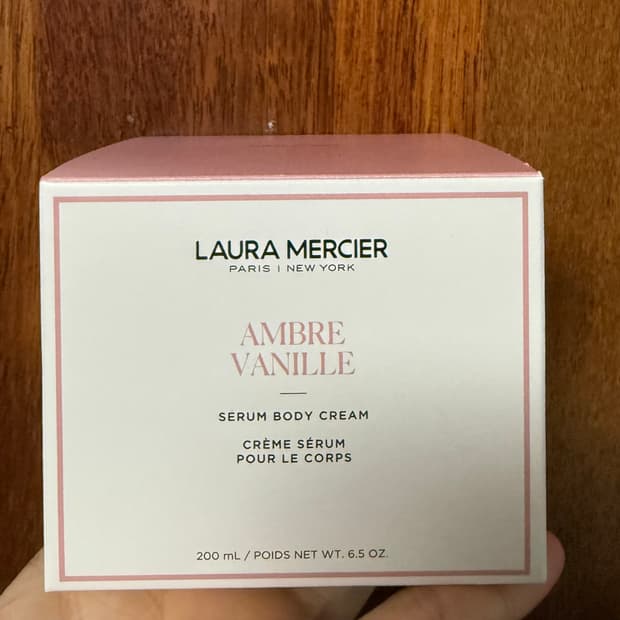 LAURA MERCIER
PARIS | NEW YORK
AMBRE
VANILLE
SERUM BODY CREAM
CRÈME SÉRUM
POUR LE CORPS
200 mL / POIDS NET WT. 6.5 OZ.